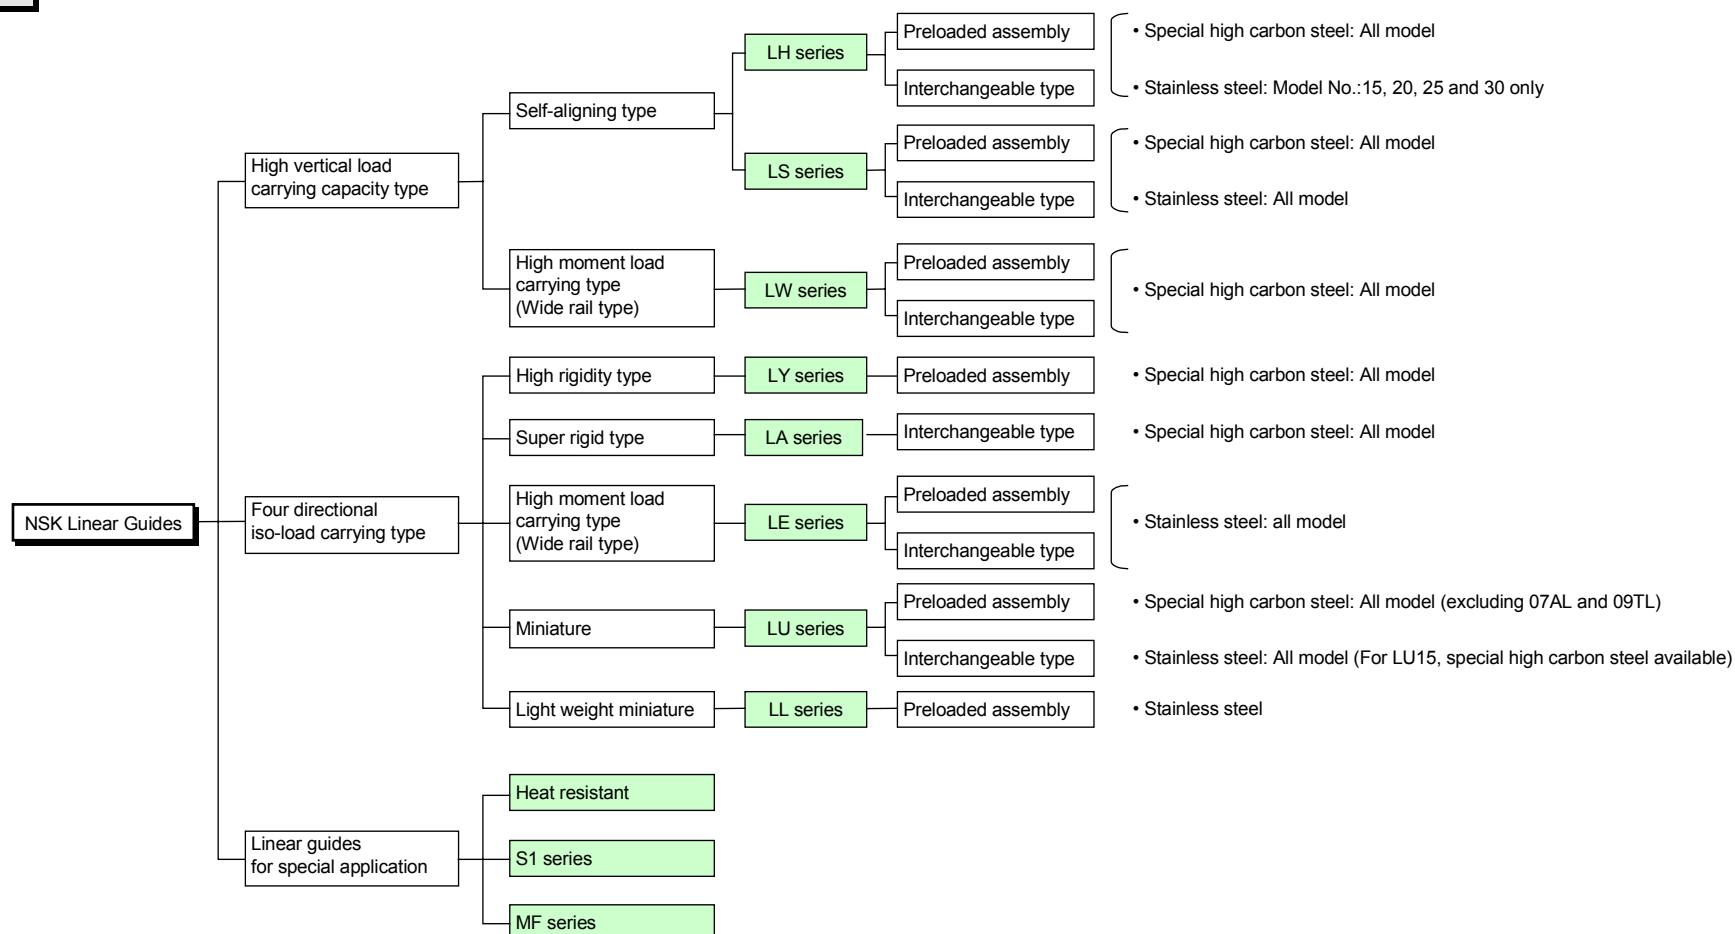 NSK Linear Guides
High vertical load
carrying capacity type
Self-aligning type
LH series
Preloaded assembly
• Special high carbon steel: All model
Interchangeable type
• Stainless steel: Model No.:15, 20, 25 and 30 only
LS series
Preloaded assembly
• Special high carbon steel: All model
Interchangeable type
• Stainless steel: All model
High moment load
carrying type
(Wide rail type)
LW series
Preloaded assembly
Interchangeable type
• Special high carbon steel: All model
Four directional
iso-load carrying type
High rigidity type
LY series
Preloaded assembly
• Special high carbon steel: All model
Super rigid type
LA series
Interchangeable type
• Special high carbon steel: All model
High moment load
carrying type
(Wide rail type)
LE series
Preloaded assembly
Interchangeable type
• Stainless steel: all model
Miniature
LU series
Preloaded assembly
• Special high carbon steel: All model (excluding 07AL and 09TL)
Interchangeable type
• Stainless steel: All model (For LU15, special high carbon steel available)
Light weight miniature
LL series
Preloaded assembly
• Stainless steel
Linear guides
for special application
Heat resistant
S1 series
MF series